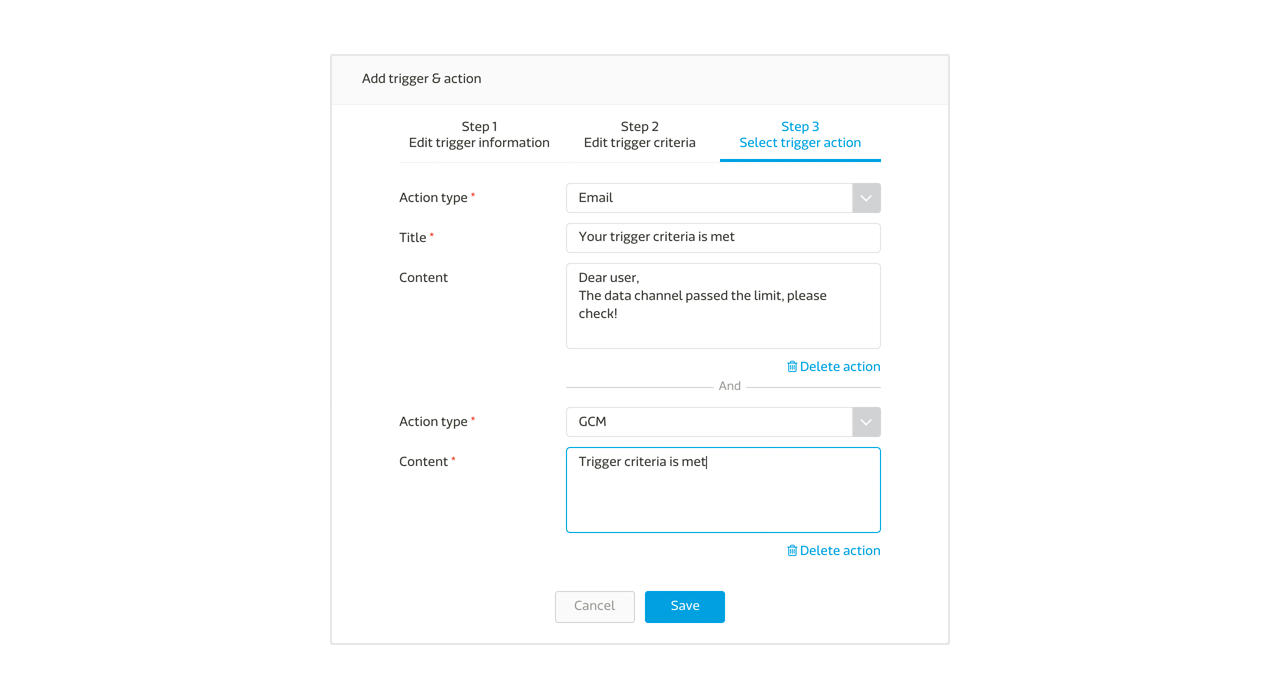 Add trigger & action
Step 1
Edit trigger information
Step 2
Edit trigger criteria
Step 3
Select trigger action
Action type *
Email
Title *
Your trigger criteria is met
Content
Dear user,
The data channel passed the limit, please
check!
Delete action
And
Action type *
GCM
Content *
Trigger criteria is met
Delete action
Cancel
Save